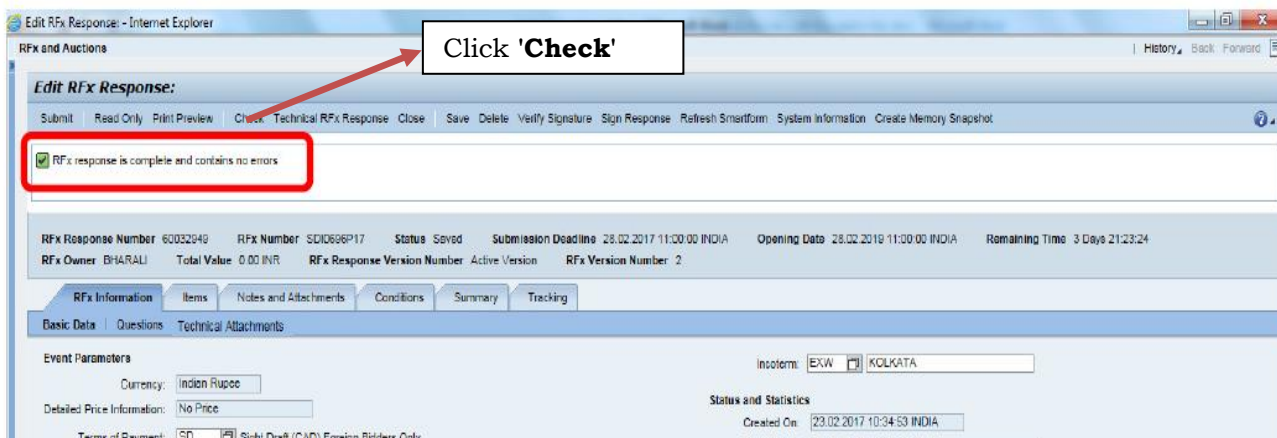 Edit RFx Response: - Internet Explorer
RFx and Auctions
Click 'Check'
History Back Forward
Edit RFx Response:
Submit Read Only Print Preview Check Technical RFx Response Close Save Delete Verify Signature Sign Response Refresh Smartform System Information Create Memory Snapshot
RFx response is complete and contains no errors
RFx Response Number 60032949 RFx Number SDI0696P17 Status Saved Submission Deadline 28.02.2017 11:00:00 INDIA Opening Date 28.02.2019 11:00:00 INDIA Remaining Time 3 Days 21:23:24
RFx Owner BHARALI Total Value 0.00 INR RFx Response Version Number Active Version RFx Version Number 2
RFx Information Items Notes and Attachments Conditions Summary Tracking
Basic Data Questions Technical Attachments
Event Parameters
Incoterm: EXW KOLKATA
Currency: Indian Rupee
Status and Statistics
Detailed Price Information: No Price
Created On: 23.02.2017 10:34:53 INDIA
Terms of Payment: SD Sight Draft (CAD) Foreign Bidders Only